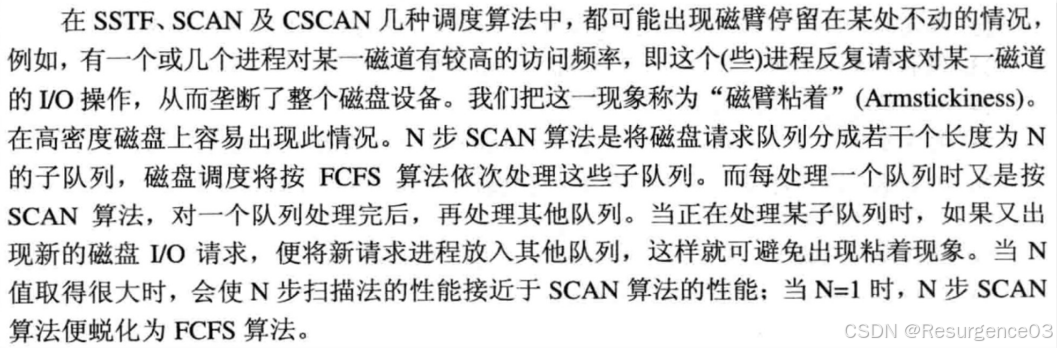 在 SSTF、SCAN 及 CSCAN 几种调度算法中，都可能出现磁臂停留在某处不动的情况，
例如，有一个或几个进程对某一磁道有较高的访问频率，即这个(些)进程反复请求对某一磁道
的 I/O 操作，从而垄断了整个磁盘设备。我们把这一现象称为“磁臂粘着”(Armstickiness)。
在高密度磁盘上容易出现此情况。N 步 SCAN 算法是将磁盘请求队列分成若干个长度为 N
的子队列，磁盘调度将按 FCFS 算法依次处理这些子队列。而每处理一个队列时又是按
SCAN 算法，对一个队列处理完后，再处理其他队列。当正在处理某子队列时，如果又出
现新的磁盘 I/O 请求，便将新请求进程放入其他队列，这样就可避免出现粘着现象。当 N
值取得很大时，会使 N 步扫描法的性能接近于 SCAN 算法的性能；当 N=1 时，N 步 SCAN
算法便蜕化为 FCFS 算法。
CSDN @Resurgence03